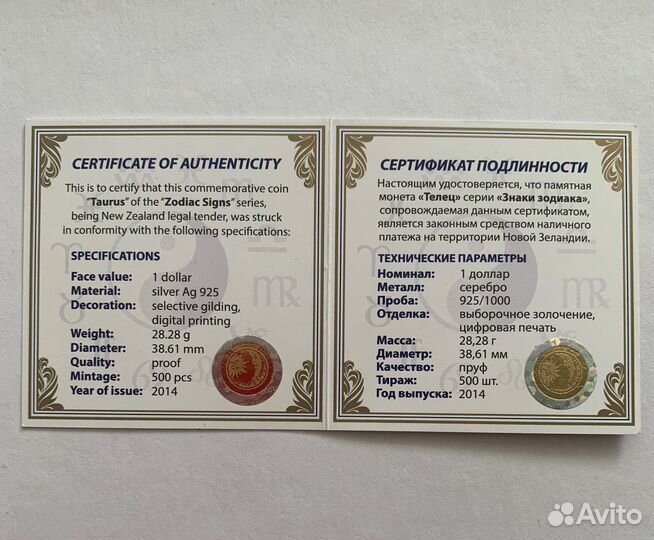 CERTIFICATE OF AUTHENTICITY
This is to certify that this commemorative coin
"Taurus" of the "Zodiac Signs" series,
being New Zealand legal tender, was struck
in conformity with the following specifications:
SPECIFICATIONS
Face value: 1 dollar
Material: silver Ag 925
Decoration: selective gilding,
digital printing
Weight: 28.28 g
Diameter: 38.61 mm
Quality: proof
Mintage: 500 pcs
Year of issue: 2014
СЕРТИФИКАТ ПОДЛИННОСТИ
Настоящим удостоверяется, что памятная
монета «Телец» серии «Знаки зодиака»,
сопровождаемая данным сертификатом,
является законным средством наличного
платежа на территории Новой Зеландии.
ТЕХНИЧЕСКИЕ ПАРАМЕТРЫ
Номинал: 1 доллар
Металл: серебро
Проба: 925/1000
Отделка: выборочное золочение,
цифровая печать
Масса: 28,28 г
Диаметр: 38,61 мм
Качество: пруф
Тираж: 500 шт.
Год выпуска: 2014
Avito